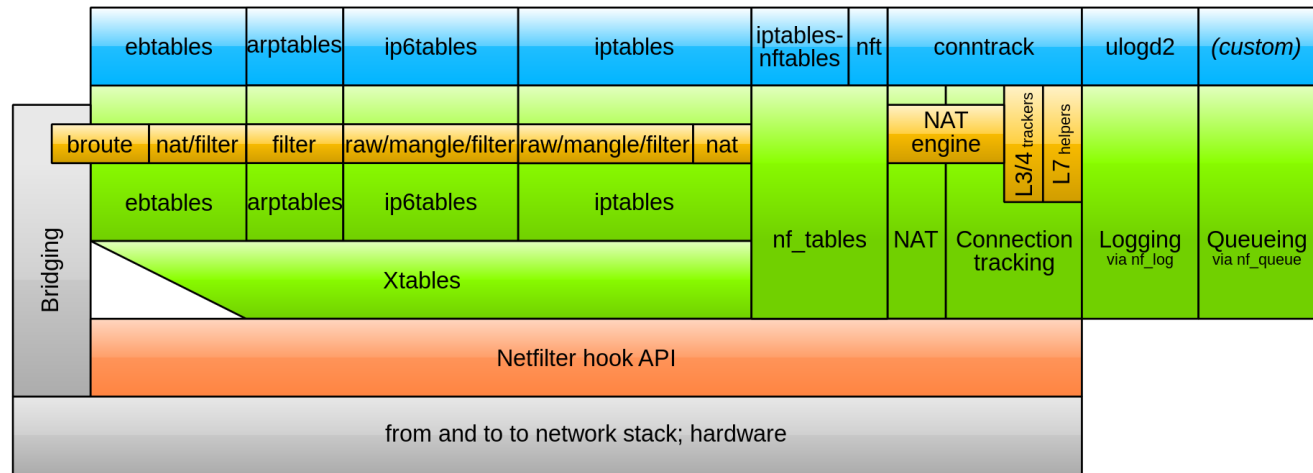 ebtables
arptables
ip6tables
iptables
iptables-
nftables
nft
conntrack
ulogd2
(custom)
Bridging
broute
nat/filter
filter
raw/mangle/filter
raw/mangle/filter
nat
NAT
engine
L3/4 trackers
L7 helpers
ebtables
arptables
ip6tables
iptables
nf_tables
NAT
Connection
tracking
Logging
via nf_log
Queueing
via nf_queue
Xtables
Netfilter hook API
from and to to network stack; hardware